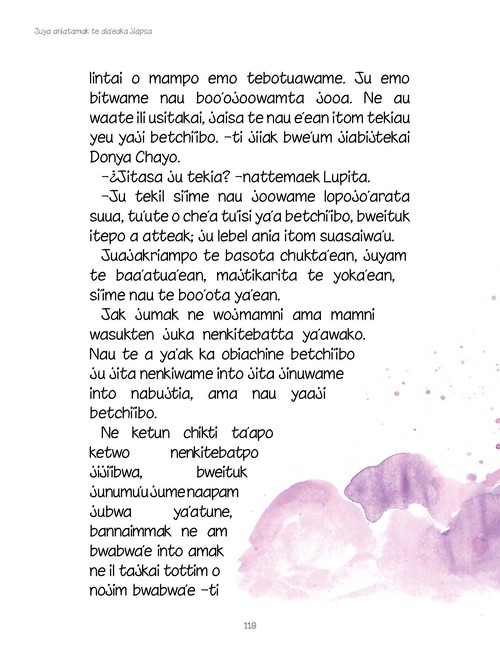 Juya aniatamak te ala'eaka Jiapsa
lintai o mampo emo tebotuawame. Ju emo
bitwame nau boo'ojoowamta jooa. Ne au
waate ili usitakai, jaisa te nau e'ean itom tekiau
yeu yaji betchi'ibo. -ti jiiak bwe'um jiabijtekai
Donya Chayo.
-¿Jitasa ju tekia? -nattemaek Lupita.
-Ju tekil si'ime nau joowame lopojo'arata
suua, tu'ute o che'a tu'isi ya'a betchi'ibo, bweituk
itepo a atteak; ju lebel ania itom suasaiwa'u.
Juajakriampo te basota chukta'ean, juyam
te baa'atua'ean, majtikarita te yoka'ean,
si'ime nau te boo'ota ya'ean.
Jak jumak ne wojmamni ama mamni
wasukten juka nenkitebatta ya'awako.
Nau te a ya'ak ka obiachine betchi'ibo
ju jita nenkiwame into jita jinuwame
into nabujtia, ama nau yaaji
betchi'ibo.
Ne ketun chikti ta'apo
ketwo nenkitebatpo
jijiibwa, bweituk
junumu'u jume naapam
jubwa ya'atune,
bannaimmak ne am
bwabwa'e into amak
ne il tajkai tottim o
nojim bwabwa'e -ti
118